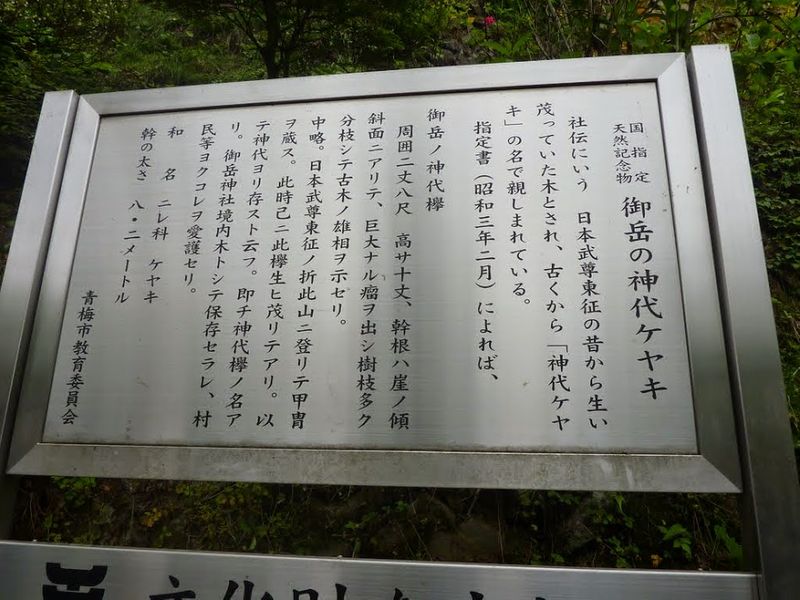 国指定
天然記念物
御岳の神代ケヤキ
社伝にいう 日本武尊東征の昔から生い
茂っていた木とされ、古くから「神代ケヤ
キ」の名で親しまれている。
指定書(昭和三年二月)によれば、
御岳ノ神代欅
周囲二丈八尺 高サ十丈、幹根ハ崖ノ傾
斜面ニアリテ、巨大ナル瘤ヲ出シ樹枝多ク
分枝シテ古木ノ雄相ヲ示セリ。
中略。日本武尊東征ノ折此山ニ登リテ甲冑
ヲ蔵ス。此時己ニ此欅生ヒ茂リテアリ。以
テ神代ヨリ存スト云フ。即チ神代欅ノ名ア
リ。御岳神社境内木トシテ保存セラレ、村
民等ヨクコレヲ愛護セリ。
和名 ニレ科 ケヤキ
幹の太さ 八・二メートル
青梅市教育委員会
文化財